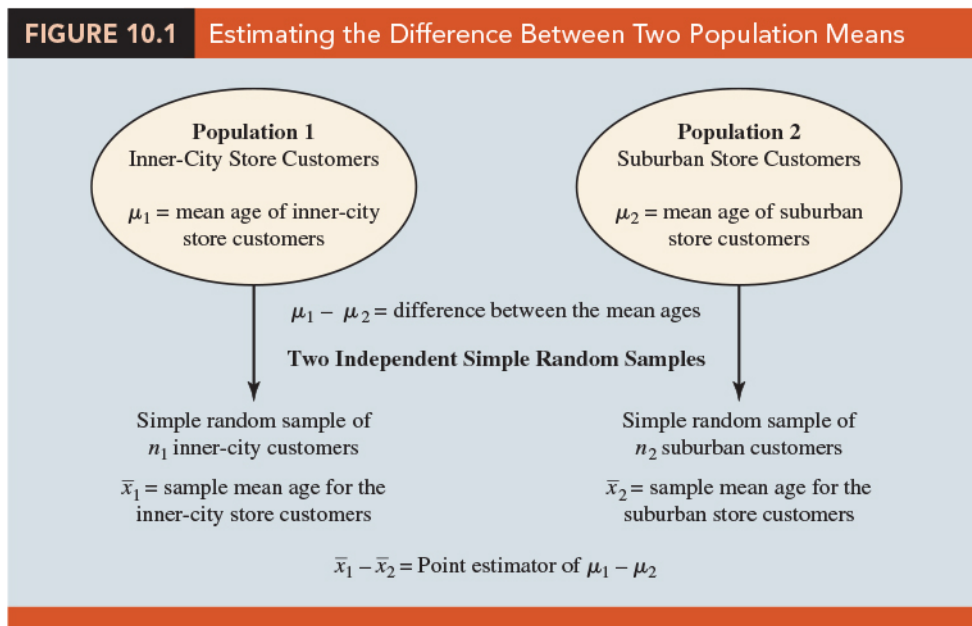 FIGURE 10.1 Estimating the Difference Between Two Population Means
Population 1
Inner-City Store Customers
μ₁ = mean age of inner-city
store customers
Population 2
Suburban Store Customers
μ₂ = mean age of suburban
store customers
μ₁ − μ₂ = difference between the mean ages
Two Independent Simple Random Samples
Simple random sample of
n₁ inner-city customers
x̄₁ = sample mean age for the
inner-city store customers
Simple random sample of
n₂ suburban customers
x̄₂ = sample mean age for the
suburban store customers
x̄₁ − x̄₂ = Point estimator of μ₁ − μ₂